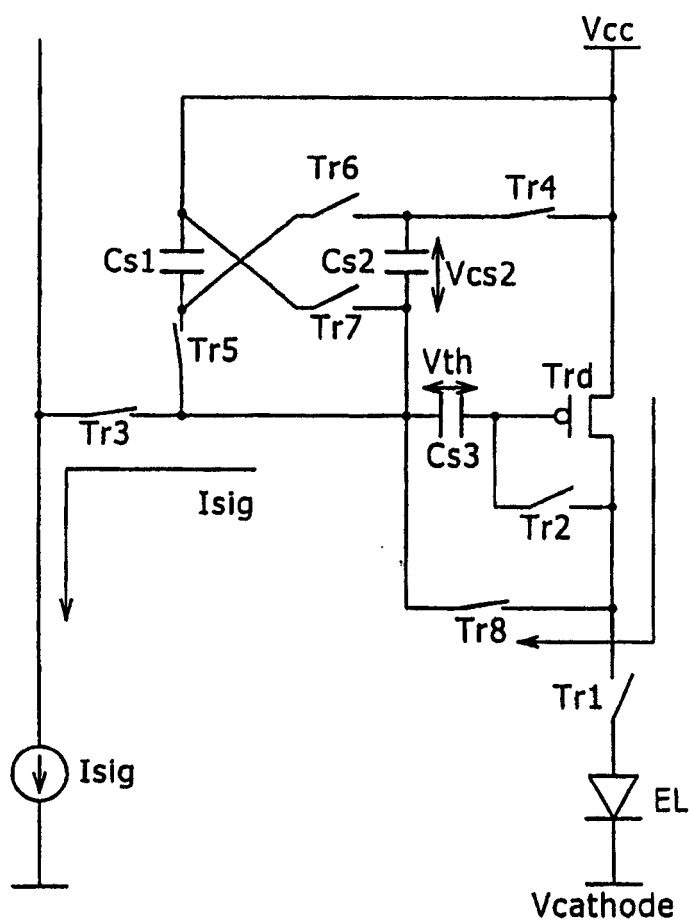 Vcc
Tr6
Tr4
Cs1
Cs2
Vcs2
Tr7
Tr5
Vth
Trd
Tr3
Cs3
Isig
Tr2
Tr8
Tr1
Isig
EL
Vcathode